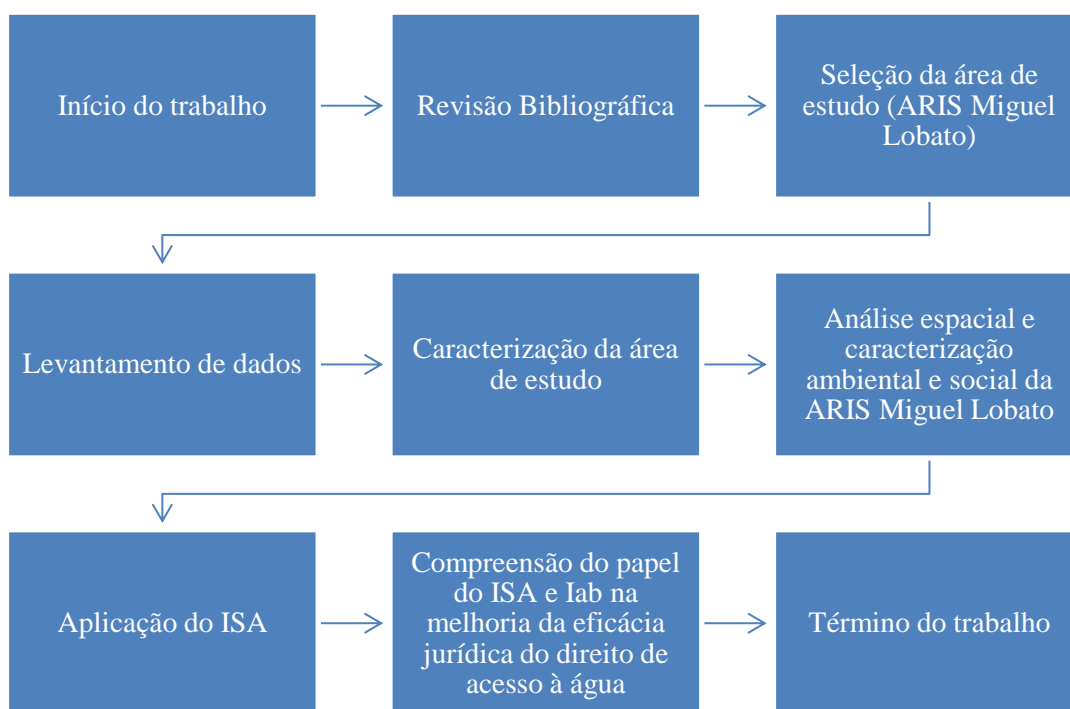 Início do trabalho
Revisão Bibliográfica
Seleção da área de
estudo (ARIS Miguel
Lobato)
Levantamento de dados
Caracterização da área
de estudo
Análise espacial e
caracterização
ambiental e social da
ARIS Miguel Lobato
Aplicação do ISA
Compreensão do papel
do ISA e Iab na
melhoria da eficácia
jurídica do direito de
acesso à água
Término do trabalho